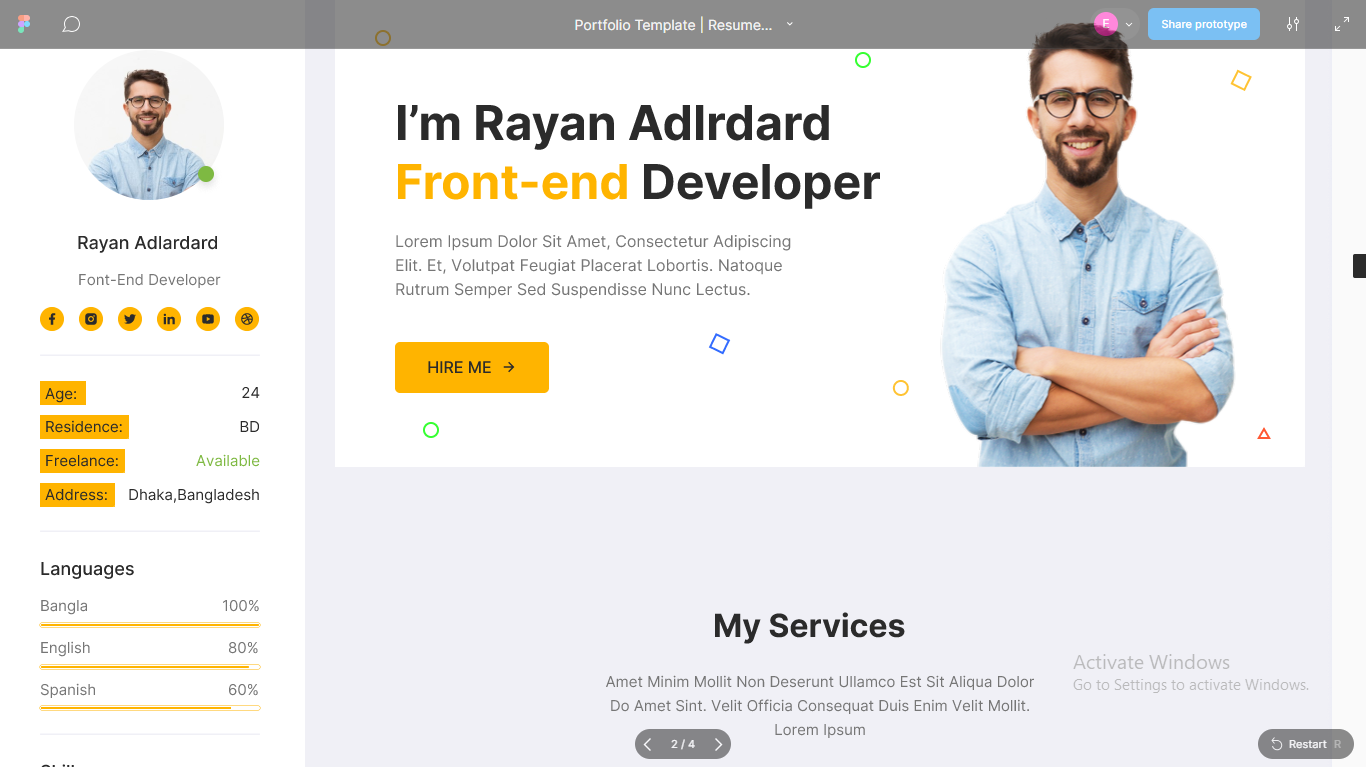 Portfolio Template | Resume...
F
Share prototype
Rayan Adlardard
Font-End Developer
Age: 24
Residence: BD
Freelance: Available
Address: Dhaka,Bangladesh
Languages
Bangla 100%
English 80%
Spanish 60%
I'm Rayan Adlrdard
Front-end Developer
Lorem Ipsum Dolor Sit Amet, Consectetur Adipiscing
Elit. Et, Volutpat Feugiat Placerat Lobortis. Natoque
Rutrum Semper Sed Suspendisse Nunc Lectus.
HIRE ME
My Services
Amet Minim Mollit Non Deserunt Ullamco Est Sit Aliqua Dolor
Do Amet Sint. Velit Officia Consequat Duis Enim Velit Mollit.
Lorem Ipsum
Activate Windows
Go to Settings to activate Windows.
2 / 4
Restart R